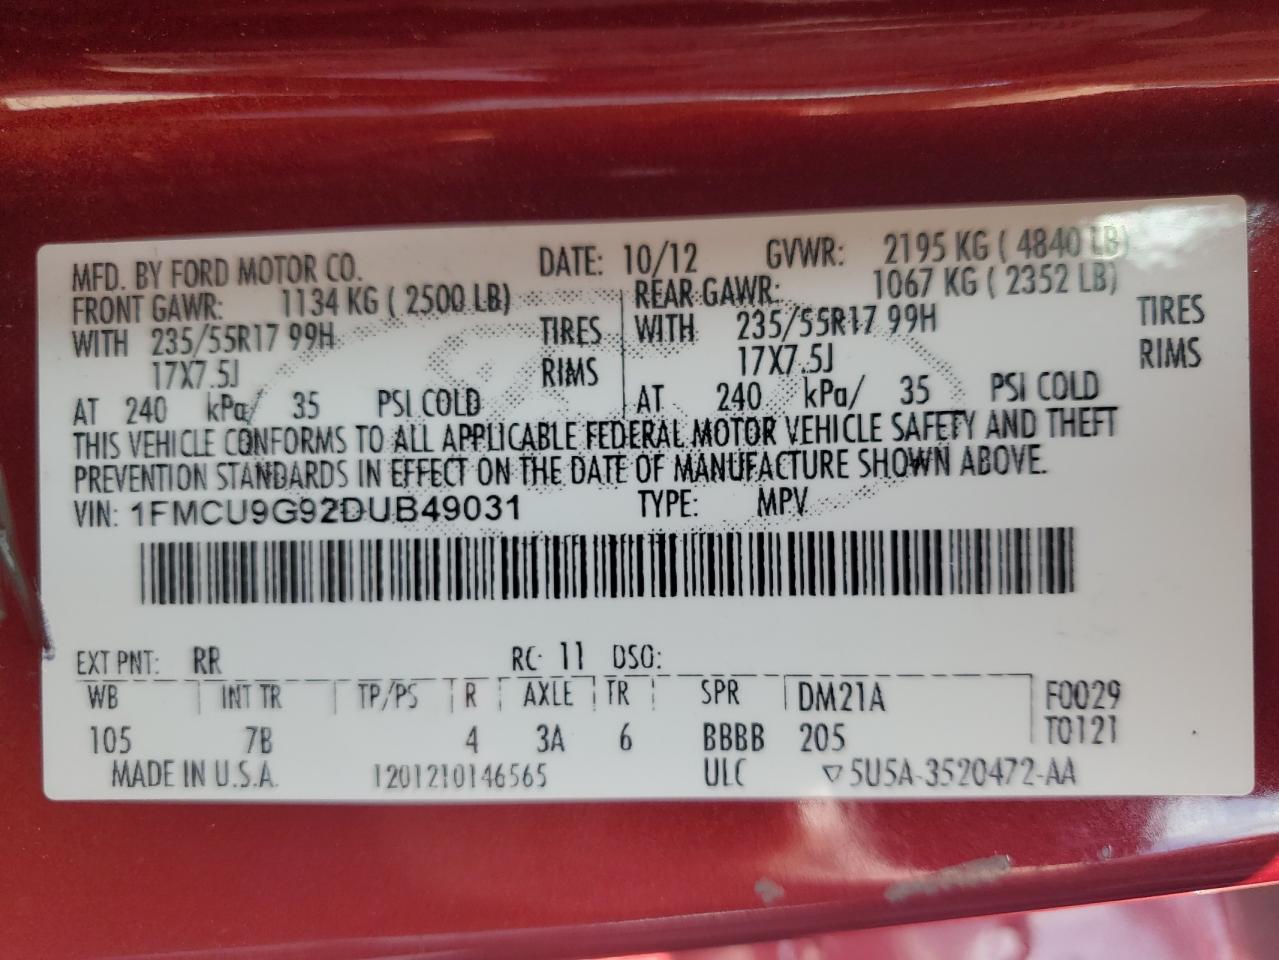 MFD. BY FORD MOTOR CO. DATE: 10/12 GVWR: 2195 KG ( 4840 LB)
FRONT GAWR: 1134 KG ( 2500 LB) REAR GAWR: 1067 KG ( 2352 LB)
WITH 235/55R17 99H TIRES WITH 235/55R17 99H TIRES
17X7.5J RIMS 17X7.5J RIMS
AT 240 kPa/ 35 PSI COLD AT 240 kPa/ 35 PSI COLD
THIS VEHICLE CONFORMS TO ALL APPLICABLE FEDERAL MOTOR VEHICLE SAFETY AND THEFT
PREVENTION STANDARDS IN EFFECT ON THE DATE OF MANUFACTURE SHOWN ABOVE.
VIN: 1FMCU9G92DUB49031 TYPE: MPV
EXT PNT: RR RC: 11 DSO:
WB INT TR TP/PS R AXLE TR SPR DM21A F0029
105 7B 4 3A 6 BBBB 205 T0121
MADE IN U.S.A. 1201210146565 ULC ▽5U5A-3520472-AA